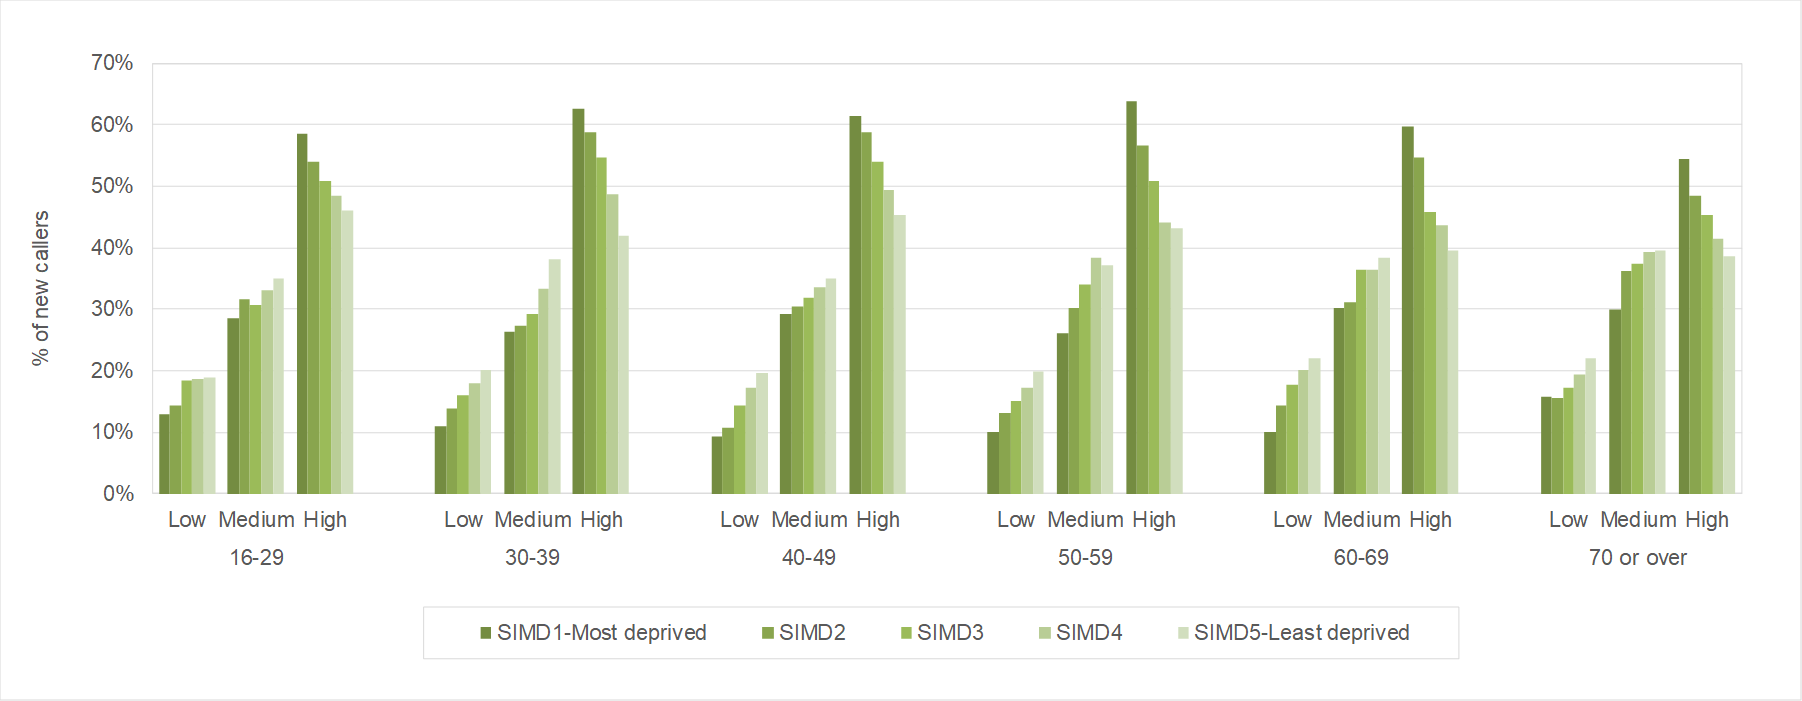 70%
60%
50%
40%
30%
20%
10%
0%
% of new callers
Low Medium High Low Medium High Low Medium High Low Medium High Low Medium High Low Medium High
16-29 30-39 40-49 50-59 60-69 70 or over
SIMD1-Most deprived SIMD2 SIMD3 SIMD4 SIMD5-Least deprived